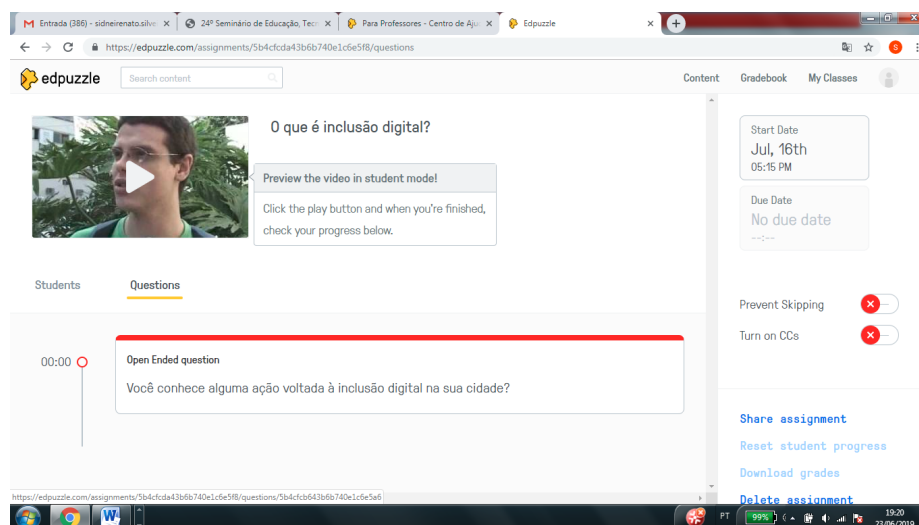 Entrada (386) - sidneirenato.silve
24º Seminário de Educação, Tecn
Para Professores - Centro de Aju
Edpuzzle
https://edpuzzle.com/assignments/5b4cfcda43b6b740e1c6e5f8/questions
edpuzzle
Search content
Content
Gradebook
My Classes
O que é inclusão digital?
Preview the video in student mode!
Click the play button and when you're finished,
check your progress below.
Start Date
Jul, 16th
05:15 PM
Due Date
No due date
--:--
Students
Questions
Prevent Skipping
Turn on CCs
00:00
Open Ended question
Você conhece alguma ação voltada à inclusão digital na sua cidade?
Share assignment
Reset student progress
Download grades
Delete assignment
https://edpuzzle.com/assignments/5b4cfcda43b6b740e1c6e5f8/questions/5b4cfcb643b6b740e1c6e5a6
PT
99%
19:20
23/06/2019